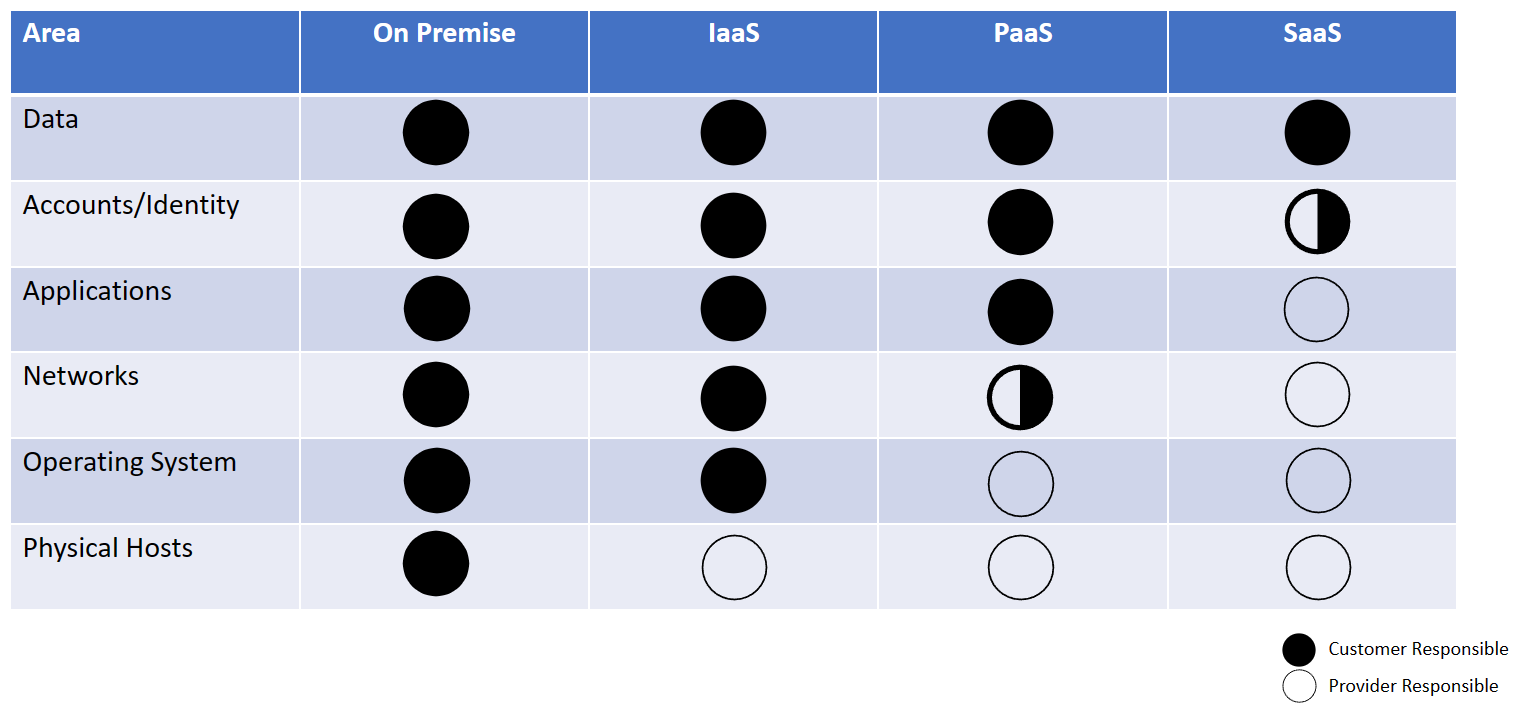 Area On Premise IaaS PaaS SaaS
Data
Accounts/Identity
Applications
Networks
Operating System
Physical Hosts
Customer Responsible
Provider Responsible